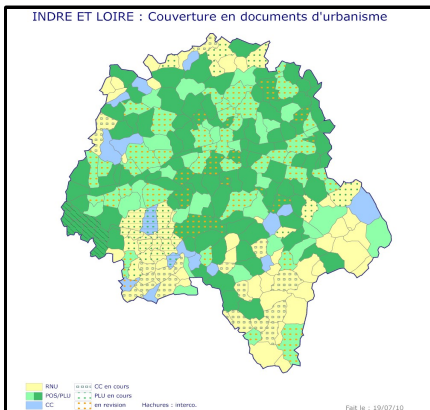 INDRE ET LOIRE : Couverture en documents d'urbanisme
RNU CC en cours
POS/PLU PLU en cours
CC en revision Hachures : interco.
Fait le : 19/07/10